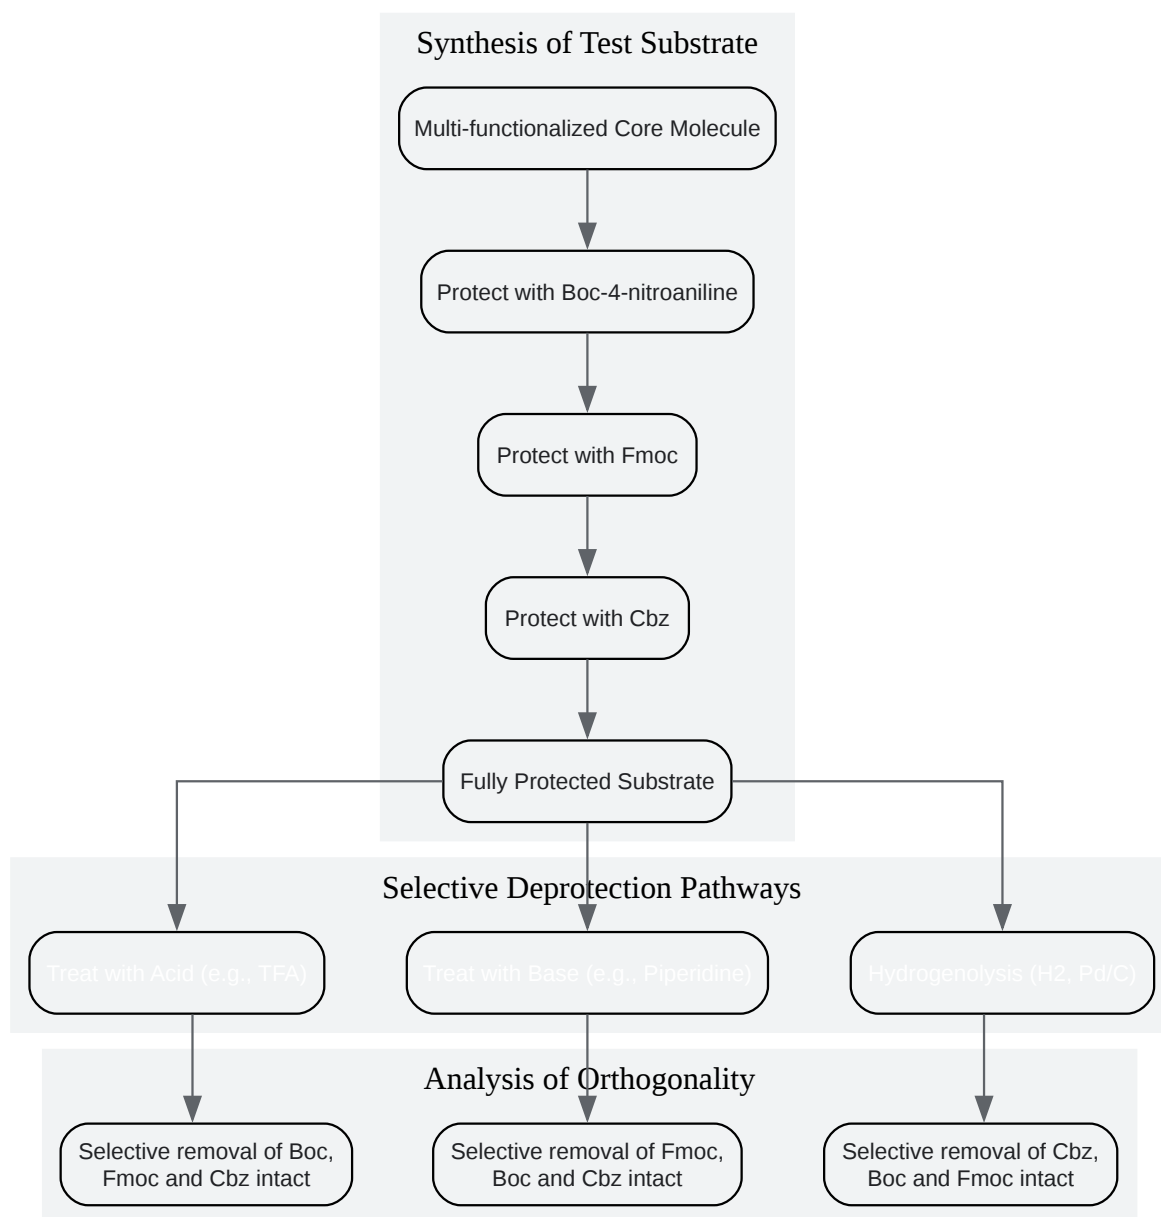 Synthesis of Test Substrate
Multi-functionalized Core Molecule
Protect with Boc-4-nitroaniline
Protect with Fmoc
Protect with Cbz
Fully Protected Substrate
Selective Deprotection Pathways
Treat with Acid (e.g., TFA)
Treat with Base (e.g., Piperidine)
Hydrogenolysis (H2, Pd/C)
Analysis of Orthogonality
Selective removal of Boc,
Fmoc and Cbz intact
Selective removal of Fmoc,
Boc and Cbz intact
Selective removal of Cbz,
Boc and Fmoc intact